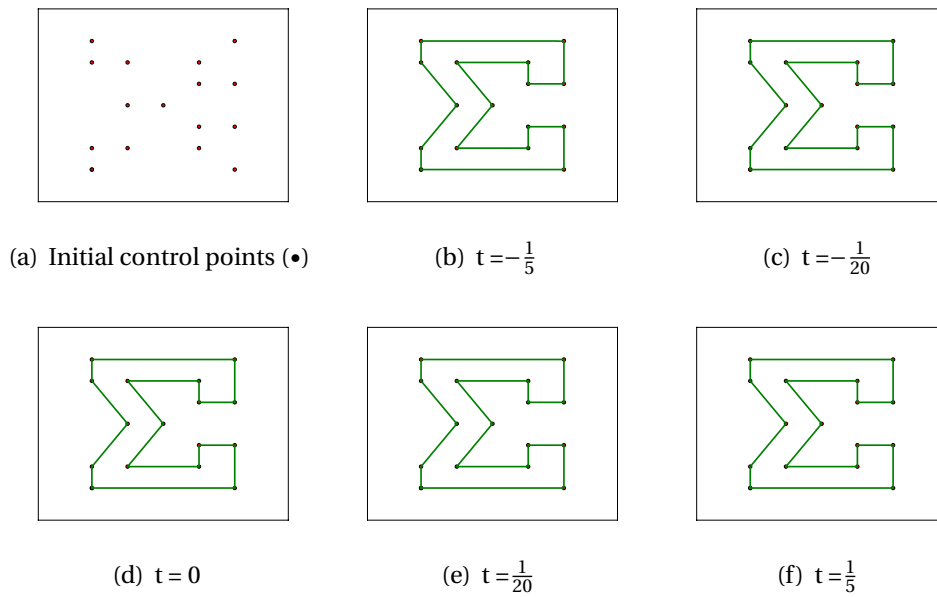 (a) Initial control points (•)
(b) t =−1/5
(c) t =−1/20
(d) t = 0
(e) t =1/20
(f) t =1/5